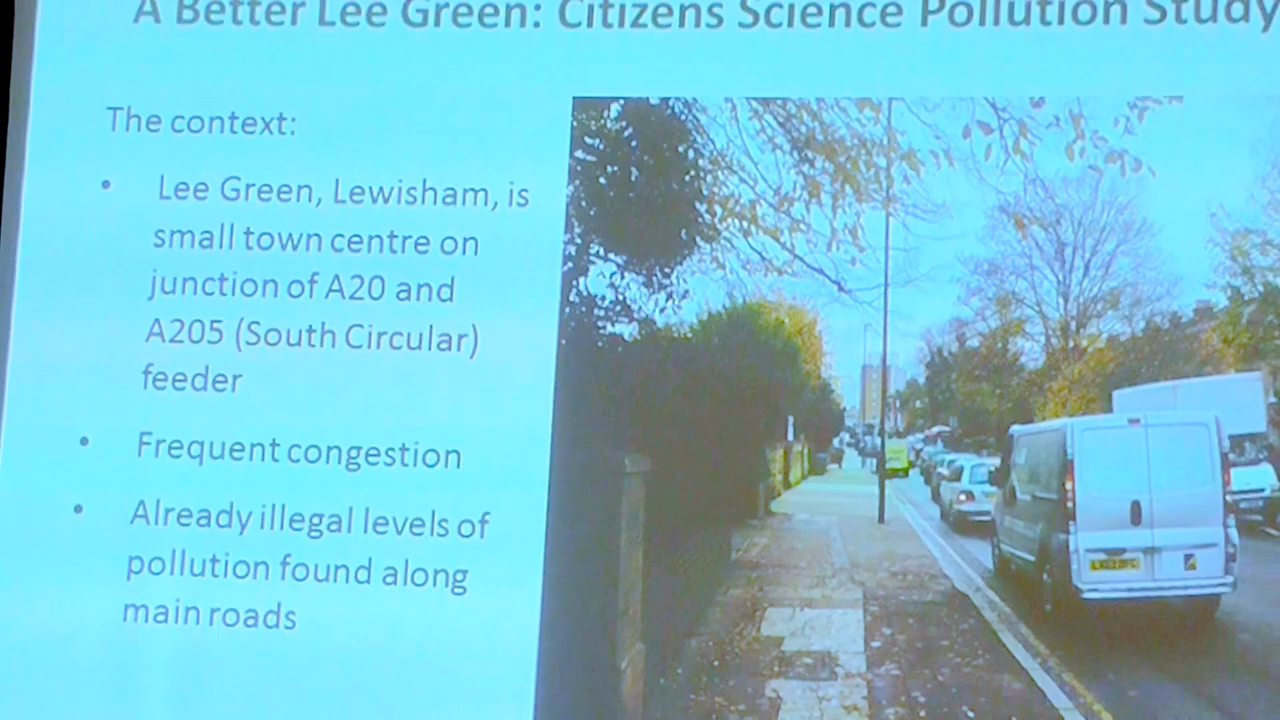 A Better Lee Green: Citizens Science Pollution Study
The context:
• Lee Green, Lewisham, is
small town centre on
junction of A20 and
A205 (South Circular)
feeder
• Frequent congestion
• Already illegal levels of
pollution found along
main roads